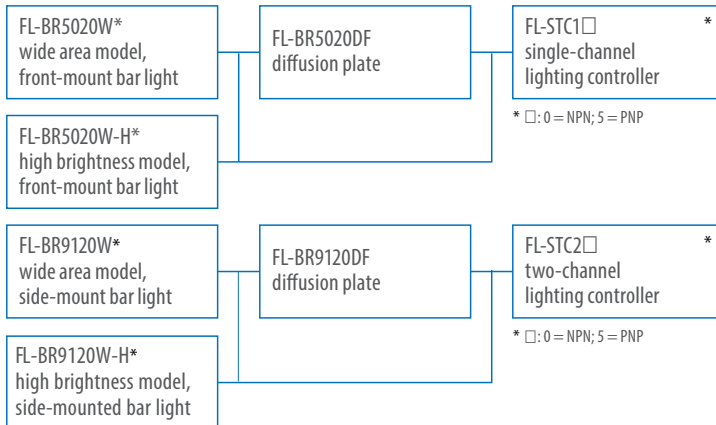 FL-BR5020W*
wide area model,
front-mount bar light
FL-BR5020DF
diffusion plate
FL-STC1□ *
single-channel
lighting controller
* □: 0 = NPN; 5 = PNP
FL-BR5020W-H*
high brightness model,
front-mount bar light
FL-BR9120W*
wide area model,
side-mount bar light
FL-BR9120DF
diffusion plate
FL-STC2□ *
two-channel
lighting controller
* □: 0 = NPN; 5 = PNP
FL-BR9120W-H*
high brightness model,
side-mounted bar light